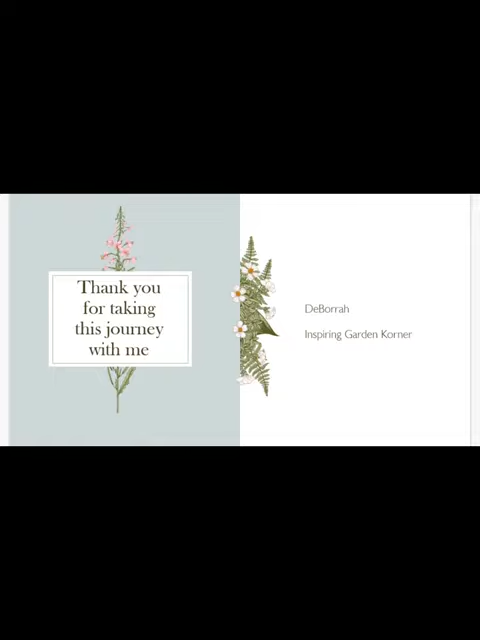 Thank you
for taking
this journey
with me
DeBorrah
Inspiring Garden Korner